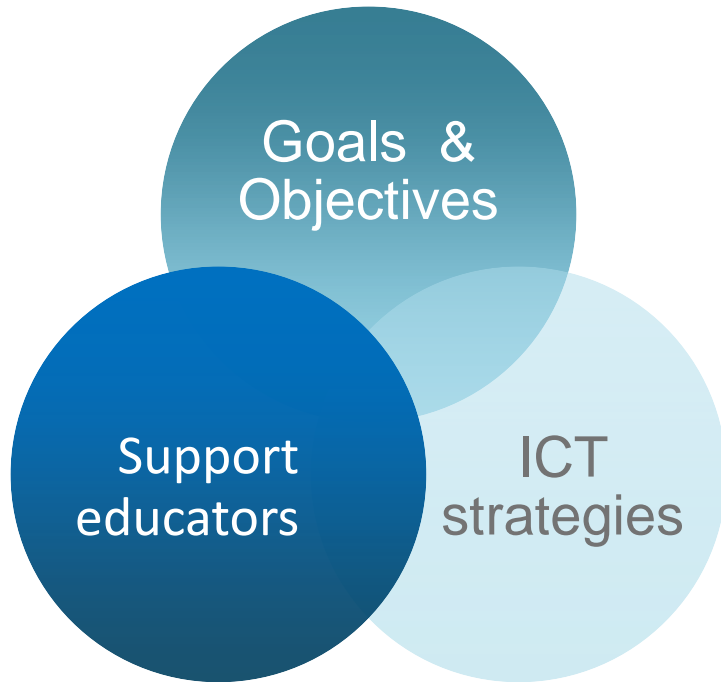 Goals & 
Objectives
Support
educators
ICT
strategies